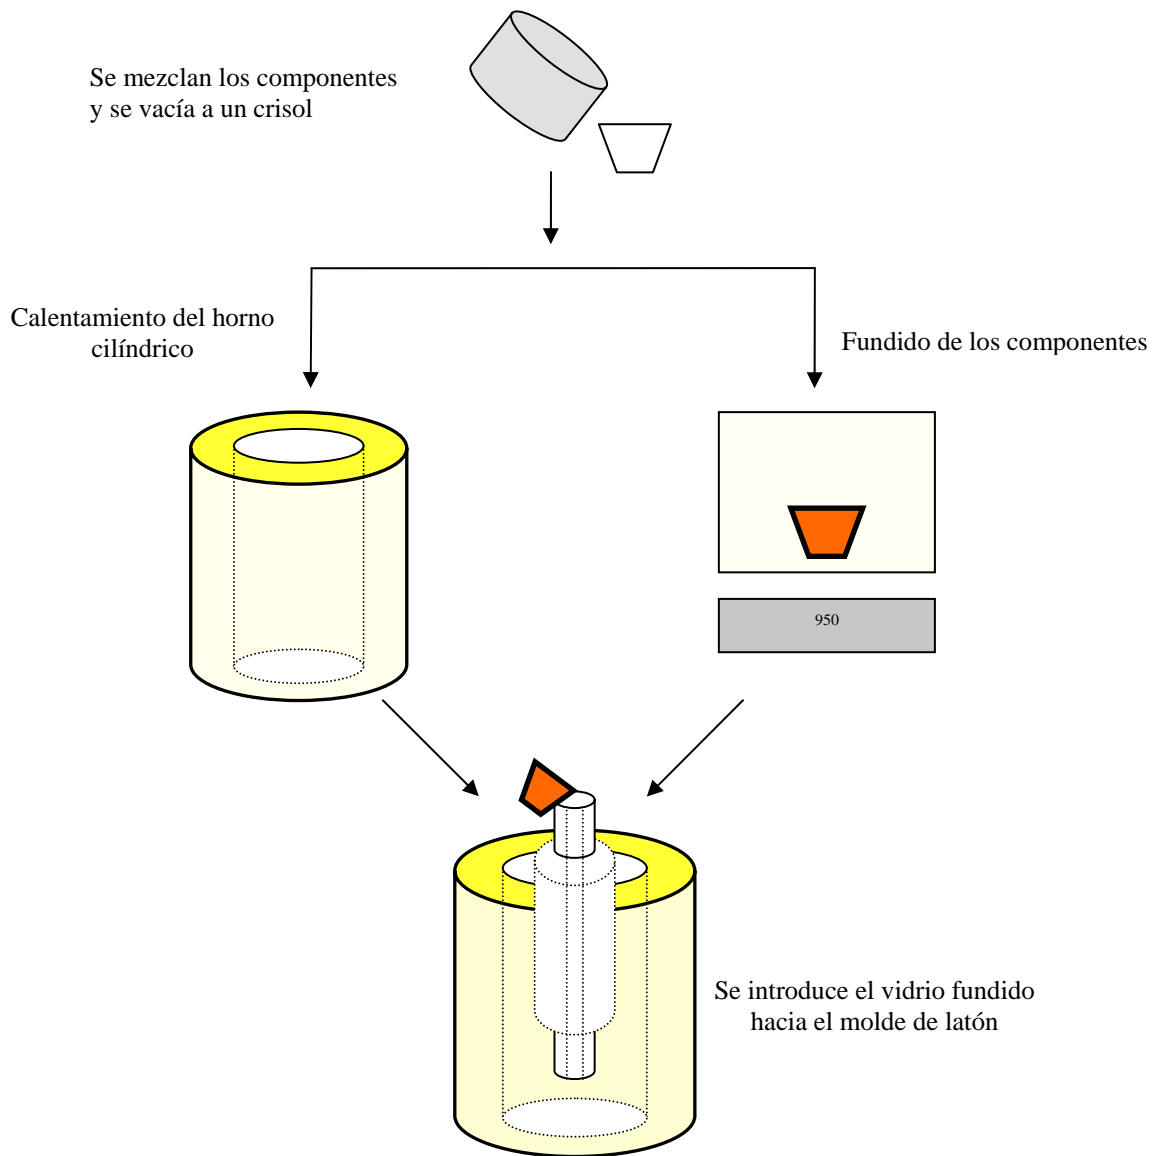 Se mezclan los componentes
y se vacía a un crisol
Calentamiento del horno
cilíndrico
Fundido de los componentes
950
Se introduce el vidrio fundido
hacia el molde de latón